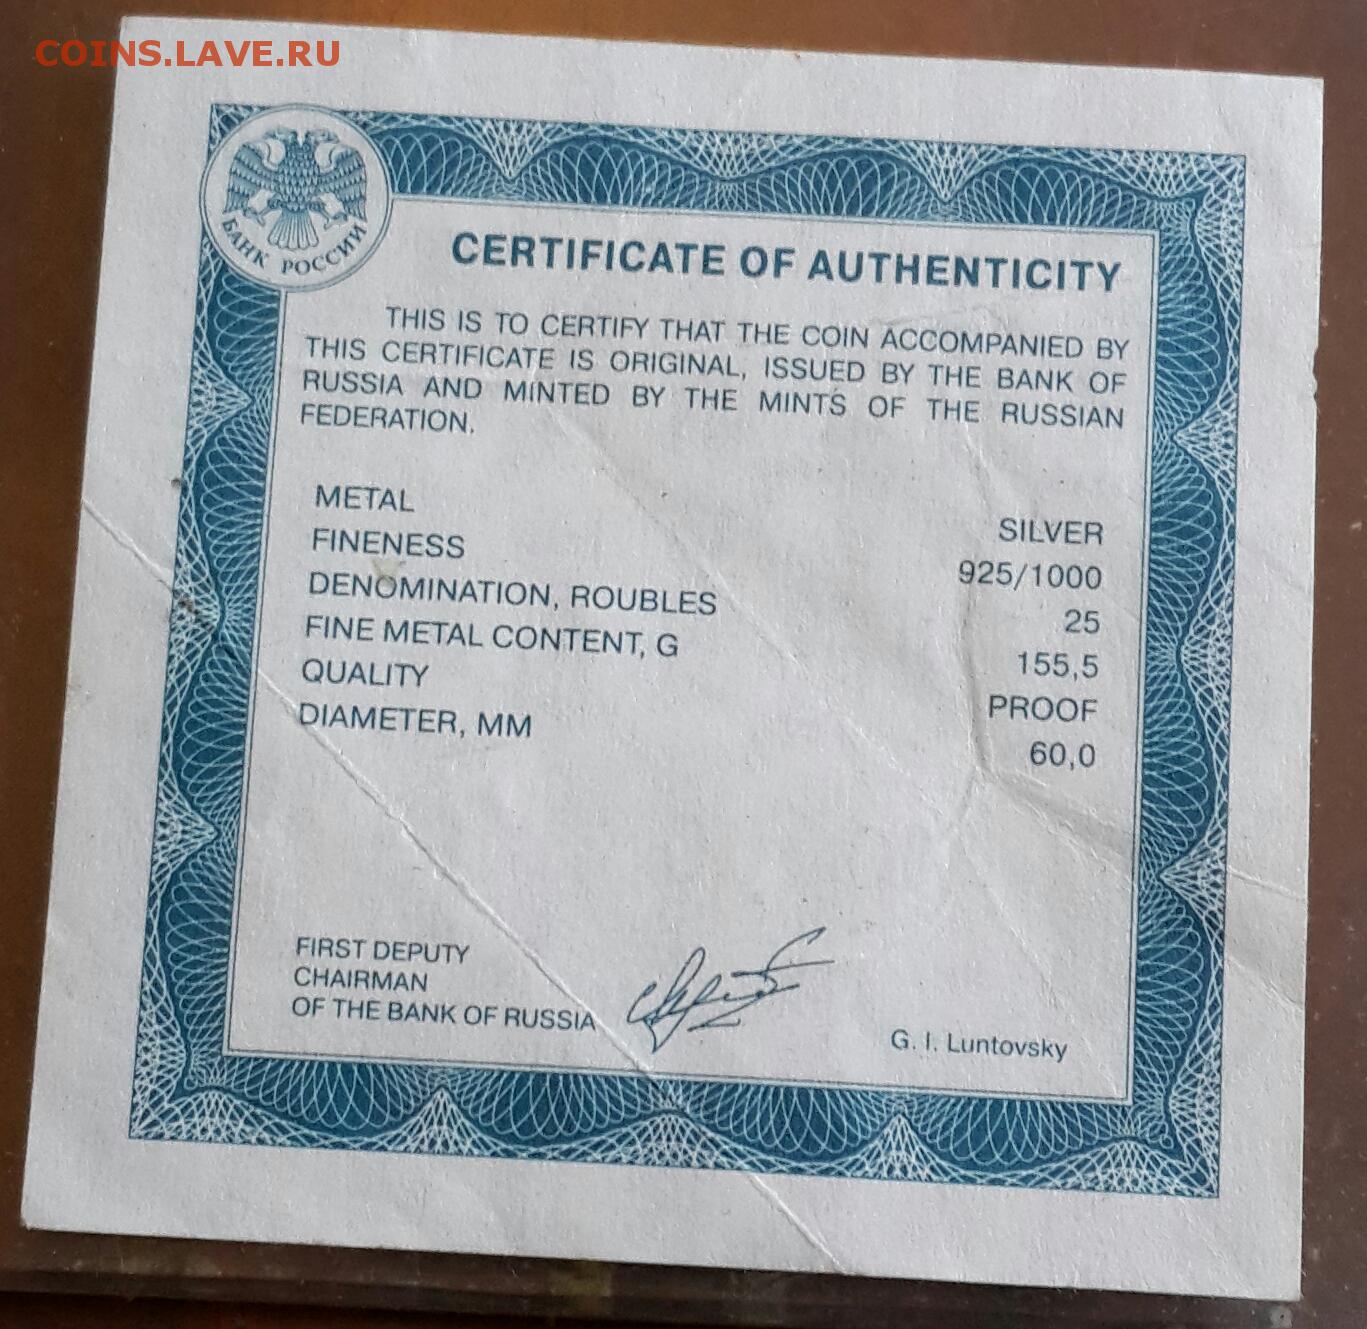 COINS.LAVE.RU
БАНК РОССИИ
CERTIFICATE OF AUTHENTICITY
THIS IS TO CERTIFY THAT THE COIN ACCOMPANIED BY
THIS CERTIFICATE IS ORIGINAL, ISSUED BY THE BANK OF
RUSSIA AND MINTED BY THE MINTS OF THE RUSSIAN
FEDERATION.
METAL SILVER
FINENESS 925/1000
DENOMINATION, ROUBLES 25
FINE METAL CONTENT, G 155,5
QUALITY PROOF
DIAMETER, MM 60,0
FIRST DEPUTY
CHAIRMAN
OF THE BANK OF RUSSIA
G. I. Luntovsky